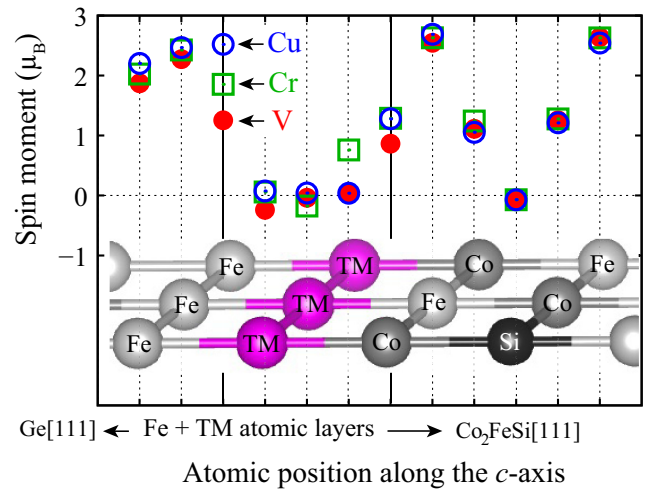 3
2
1
0
−1
Spin moment (μB)
Cu
Cr
V
Fe TM Co Fe
Fe TM Fe Co
Fe TM Co Si
Ge[111] Fe + TM atomic layers Co2FeSi[111]
Atomic position along the c-axis